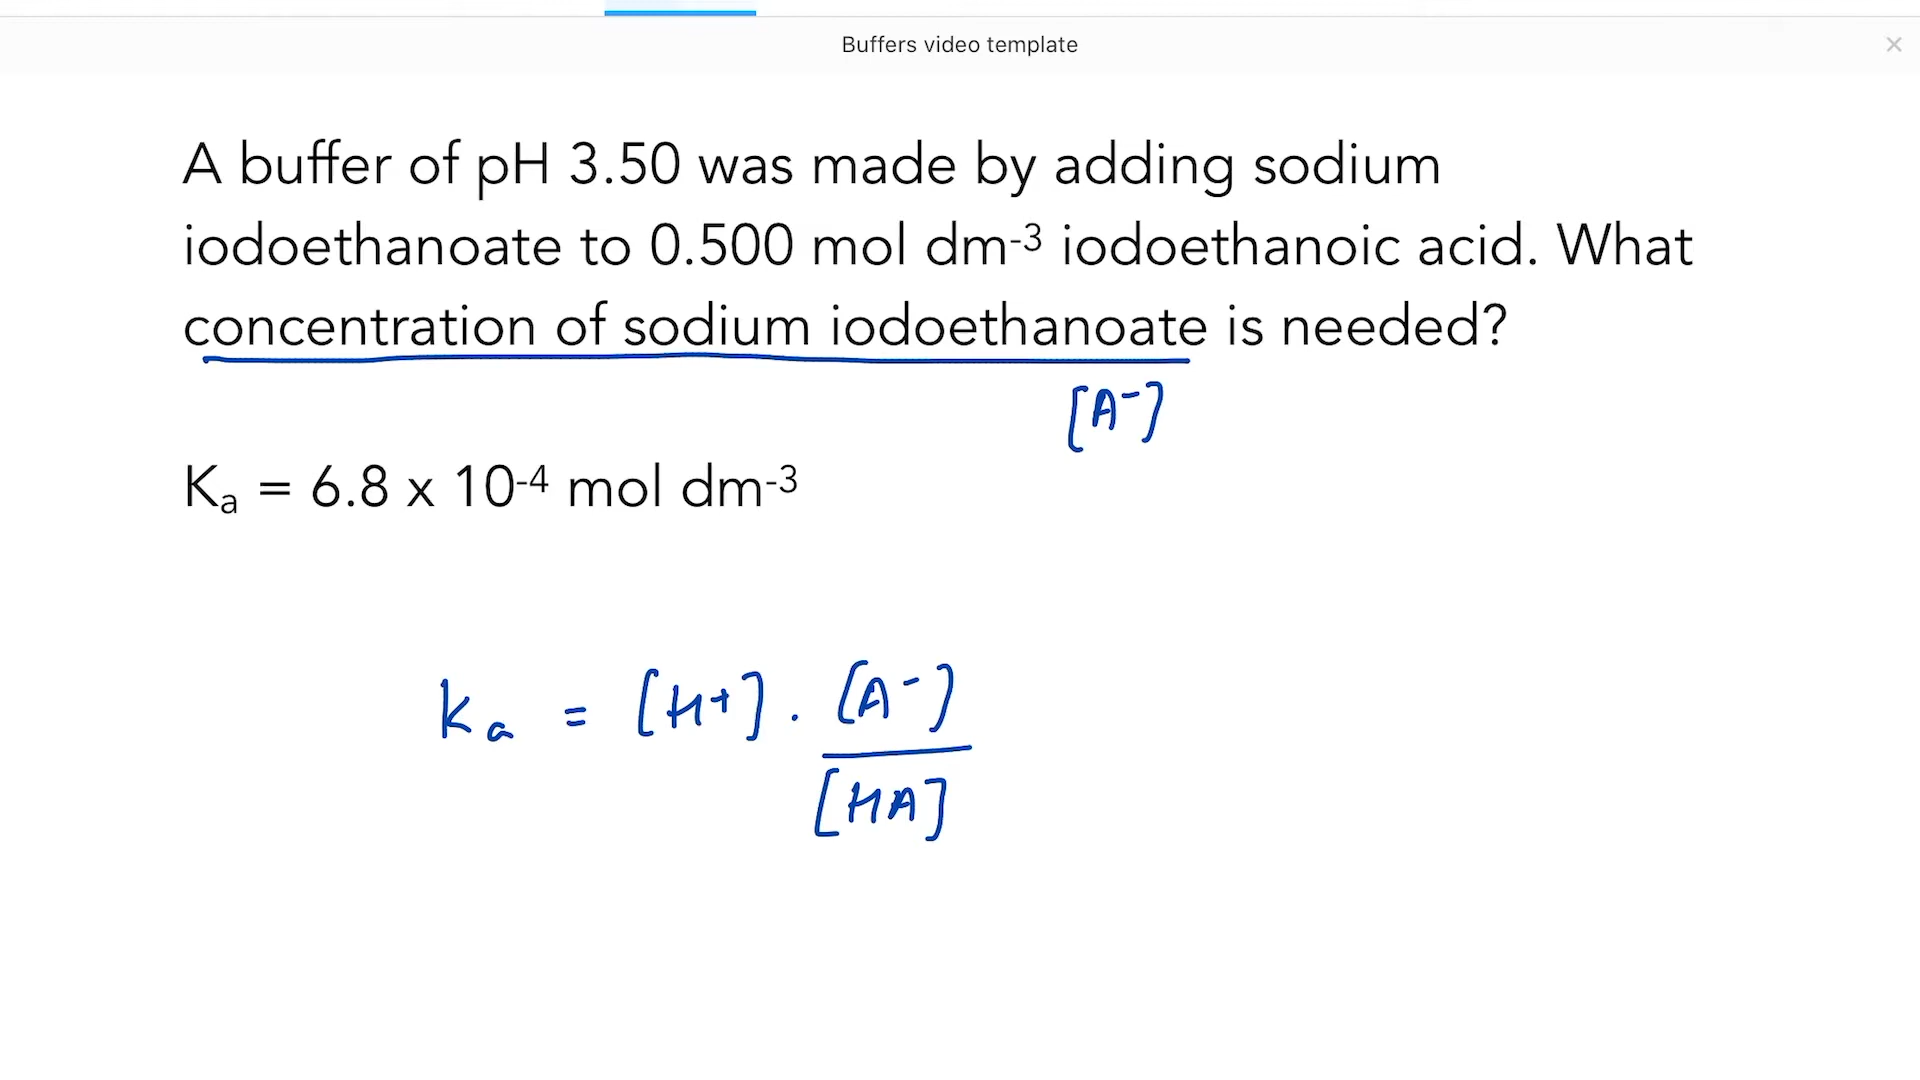 Buffers video template
A buffer of pH 3.50 was made by adding sodium
iodoethanoate to 0.500 mol dm-3 iodoethanoic acid. What
concentration of sodium iodoethanoate is needed?
[A-]
Ka = 6.8 x 10-4 mol dm-3
Ka = [H+] . [A-]
[HA]